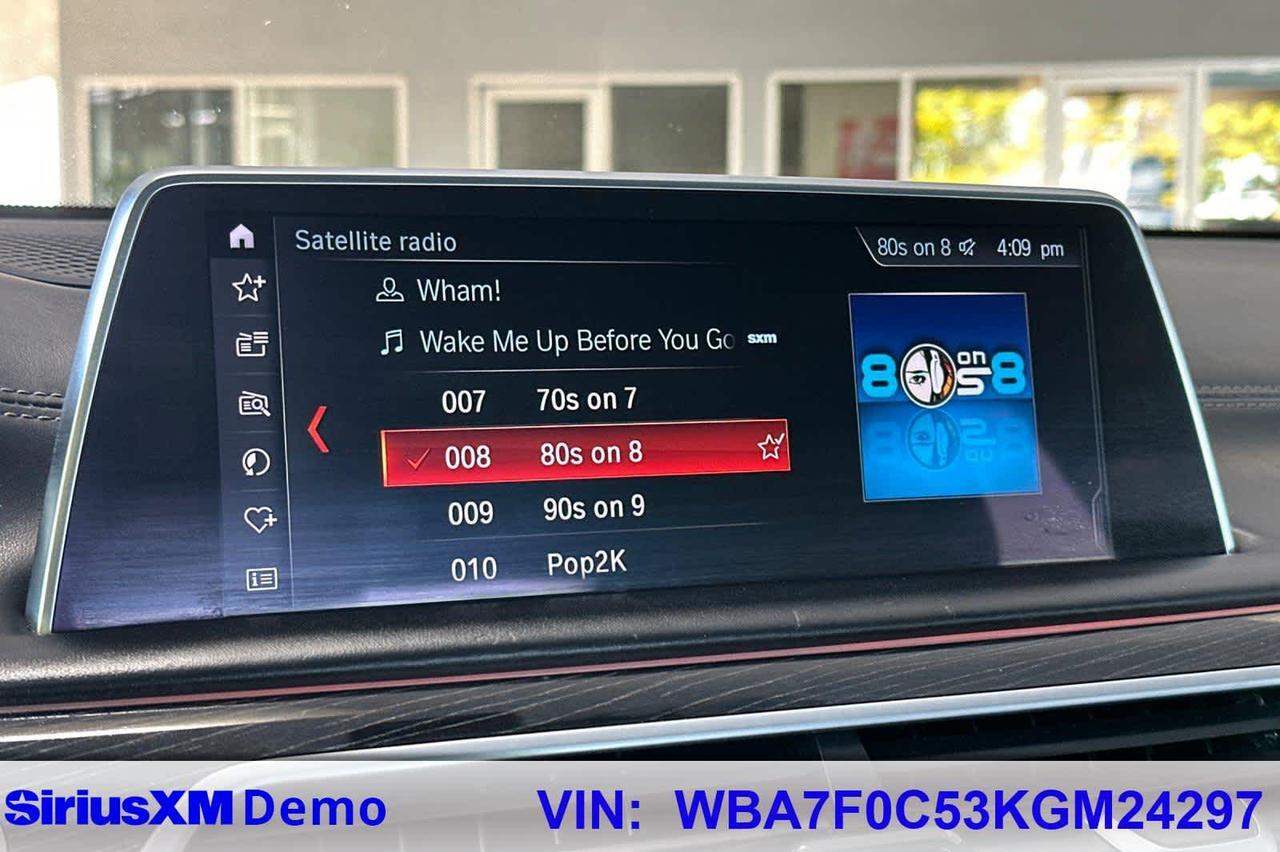 Satellite radio
80s on 8 4:09 pm
Wham!
Wake Me Up Before You Go sxm
007 70s on 7
008 80s on 8
009 90s on 9
010 Pop2K
80s on 8
SiriusXM Demo
VIN: WBA7F0C53KGM24297